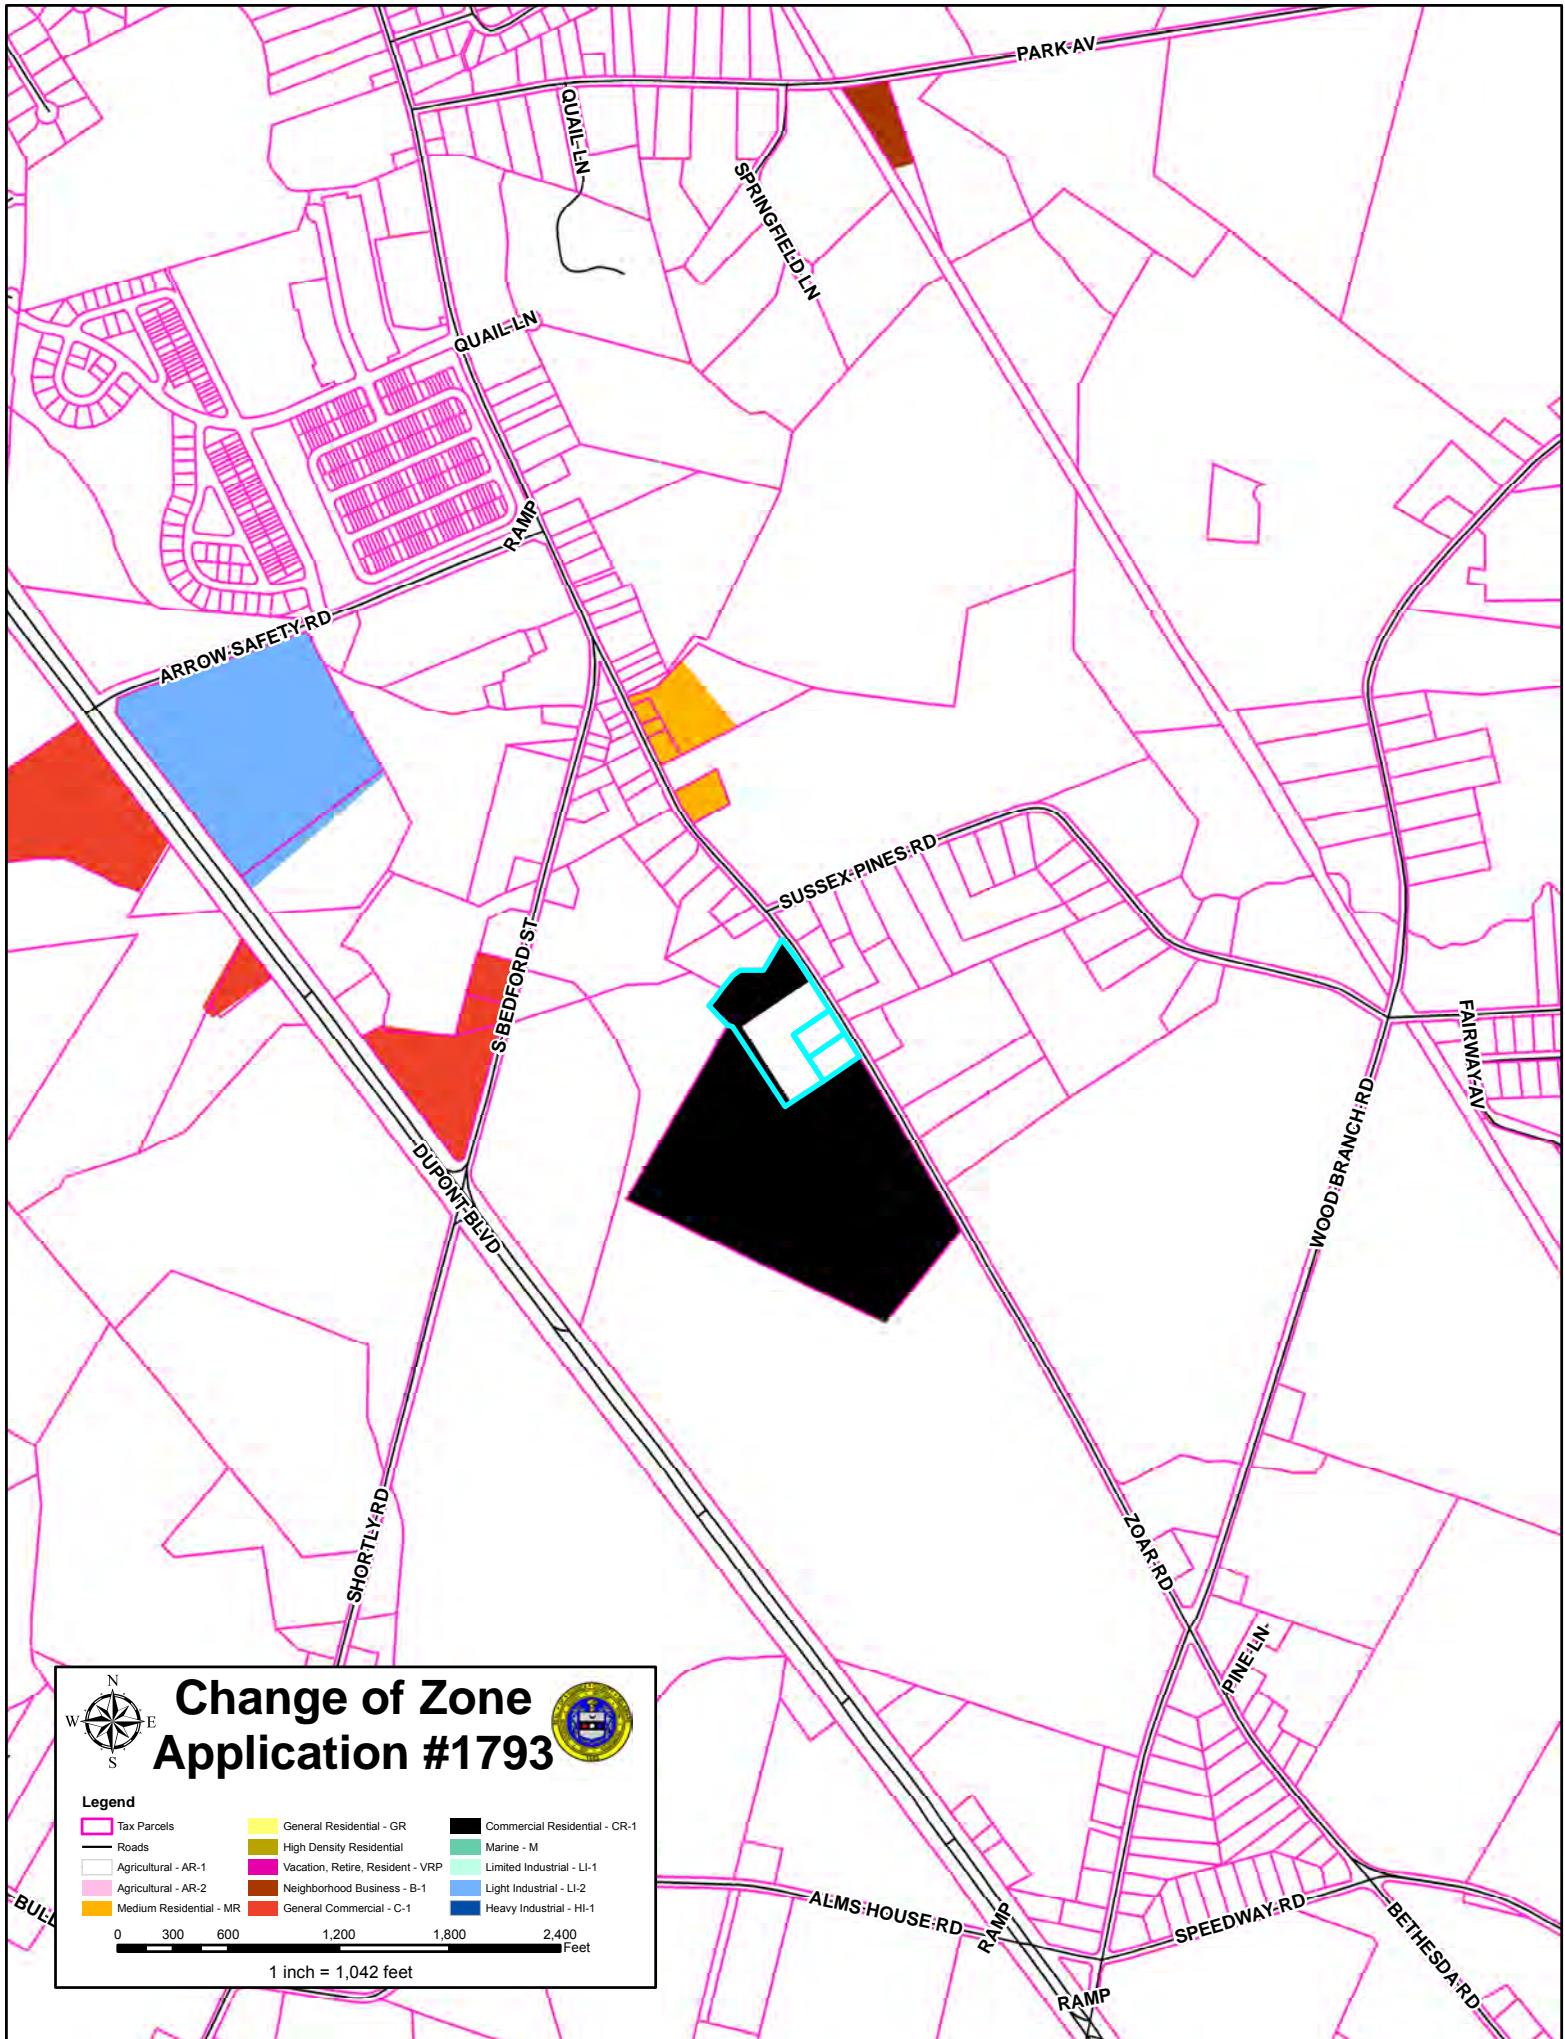 PARK AV
QUAIL LN
SPRINGFIELD LN
QUAIL LN
RAMP
ARROW SAFETY RD
SUSSEX PINES RD
S BEDFORD ST
FAIRWAY AV
WOOD BRANCH RD
DUPONT BLVD
SHORTLY RD
ZOAR RD
PINE LN
ALMS HOUSE RD
RAMP
SPEEDWAY RD
BETHESDA RD
RAMP
BULL
N
W E
S
Change of Zone
Application #1793
Legend
Tax Parcels
Roads
Agricultural - AR-1
Agricultural - AR-2
Medium Residential - MR
General Residential - GR
High Density Residential
Vacation, Retire, Resident - VRP
Neighborhood Business - B-1
General Commercial - C-1
Commercial Residential - CR-1
Marine - M
Limited Industrial - LI-1
Light Industrial - LI-2
Heavy Industrial - HI-1
0 300 600 1,200 1,800 2,400
Feet
1 inch = 1,042 feet